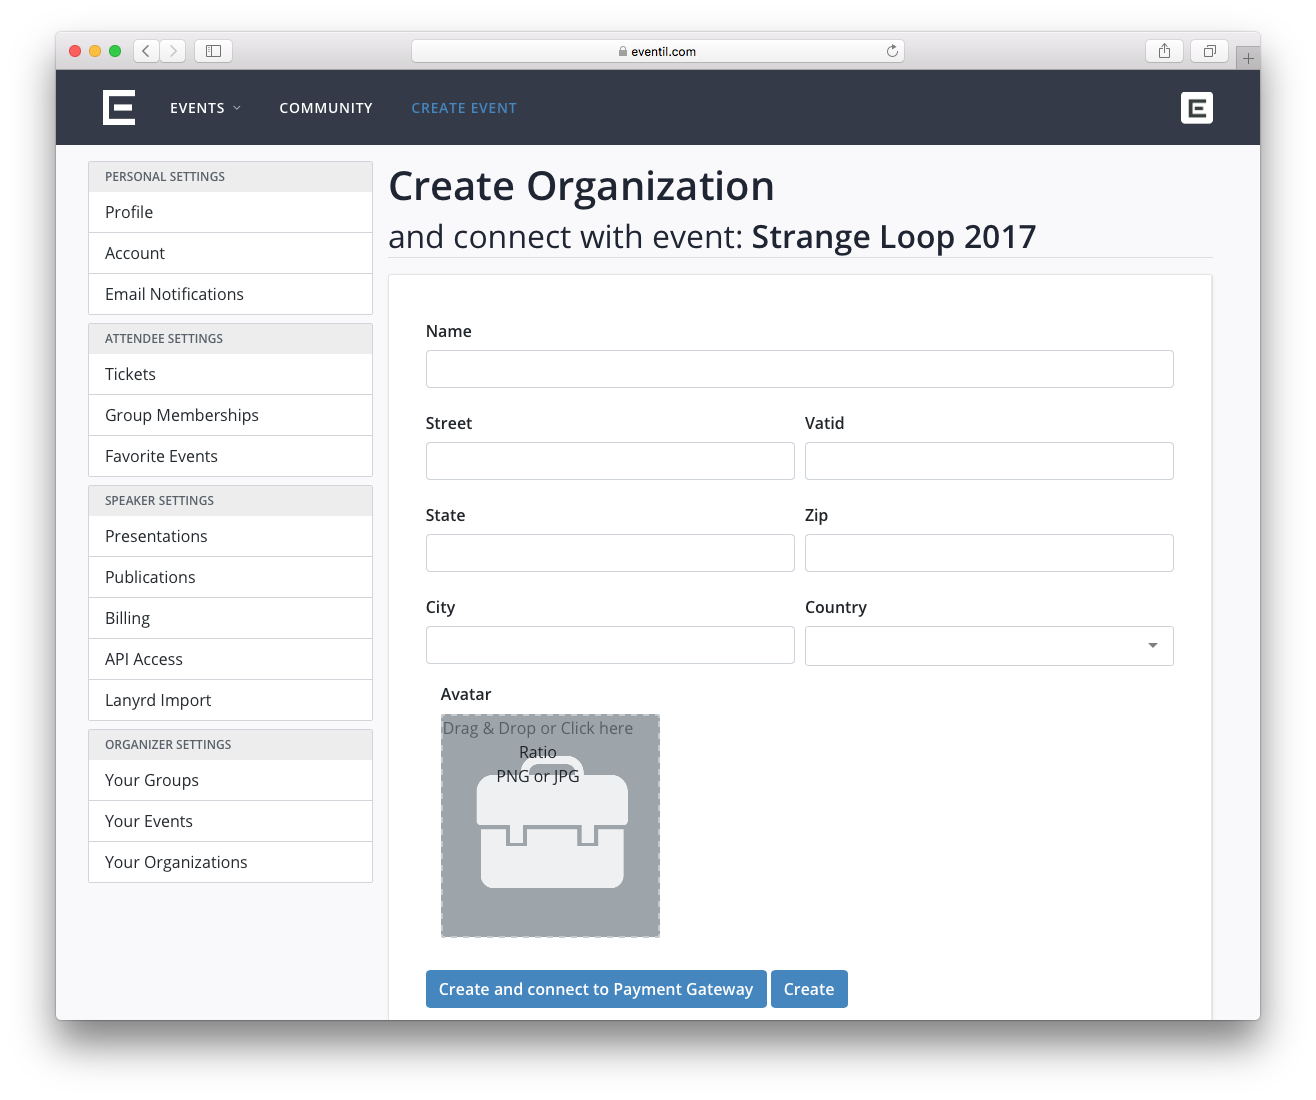 eventil.com
EVENTS
COMMUNITY
CREATE EVENT
PERSONAL SETTINGS
Profile
Account
Email Notifications
ATTENDEE SETTINGS
Tickets
Group Memberships
Favorite Events
SPEAKER SETTINGS
Presentations
Publications
Billing
API Access
Lanyrd Import
ORGANIZER SETTINGS
Your Groups
Your Events
Your Organizations
Create Organization
and connect with event: Strange Loop 2017
Name
Street
Vatid
State
Zip
City
Country
Avatar
Drag & Drop or Click here
Ratio
PNG or JPG
Create and connect to Payment Gateway
Create